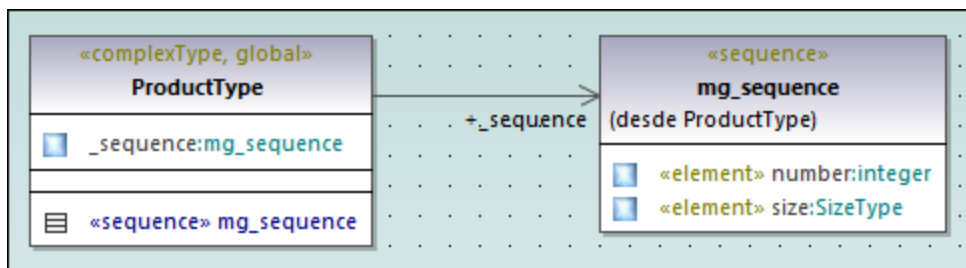 «complexType, global»
ProductType
_sequence:mg_sequence
«sequence» mg_sequence
+_sequence
«sequence»
mg_sequence
(desde ProductType)
«element» number:integer
«element» size:SizeType